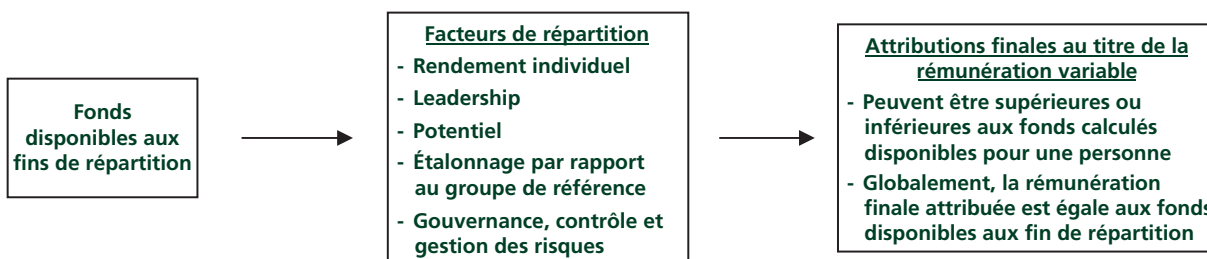 Fonds
disponibles aux
fins de répartition
Facteurs de répartition
- Rendement individuel
- Leadership
- Potentiel
- Étalonnage par rapport
au groupe de référence
- Gouvernance, contrôle et
gestion des risques
Attributions finales au titre de la
rémunération variable
- Peuvent être supérieures ou
inférieures aux fonds calculés
disponibles pour une personne
- Globalement, la rémunération
finale attribuée est égale aux fonds
disponibles aux fin de répartition